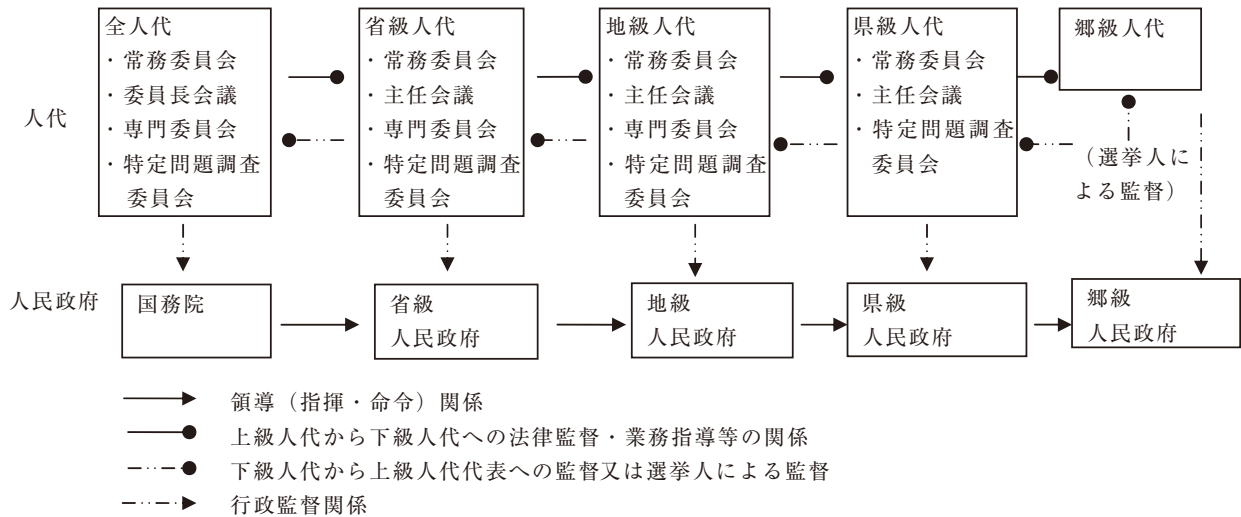 人代
全人代
・常務委員会
・委員長会議
・専門委員会
・特定問題調査
委員会
省級人代
・常務委員会
・主任会議
・専門委員会
・特定問題調査
委員会
地級人代
・常務委員会
・主任会議
・専門委員会
・特定問題調査
委員会
県級人代
・常務委員会
・主任会議
・特定問題調査
委員会
郷級人代
（選挙人に
よる監督）
人民政府
国務院
省級
人民政府
地級
人民政府
県級
人民政府
郷級
人民政府
領導（指揮・命令）関係
上級人代から下級人代への法律監督・業務指導等の関係
下級人代から上級人代代表への監督又は選挙人による監督
行政監督関係